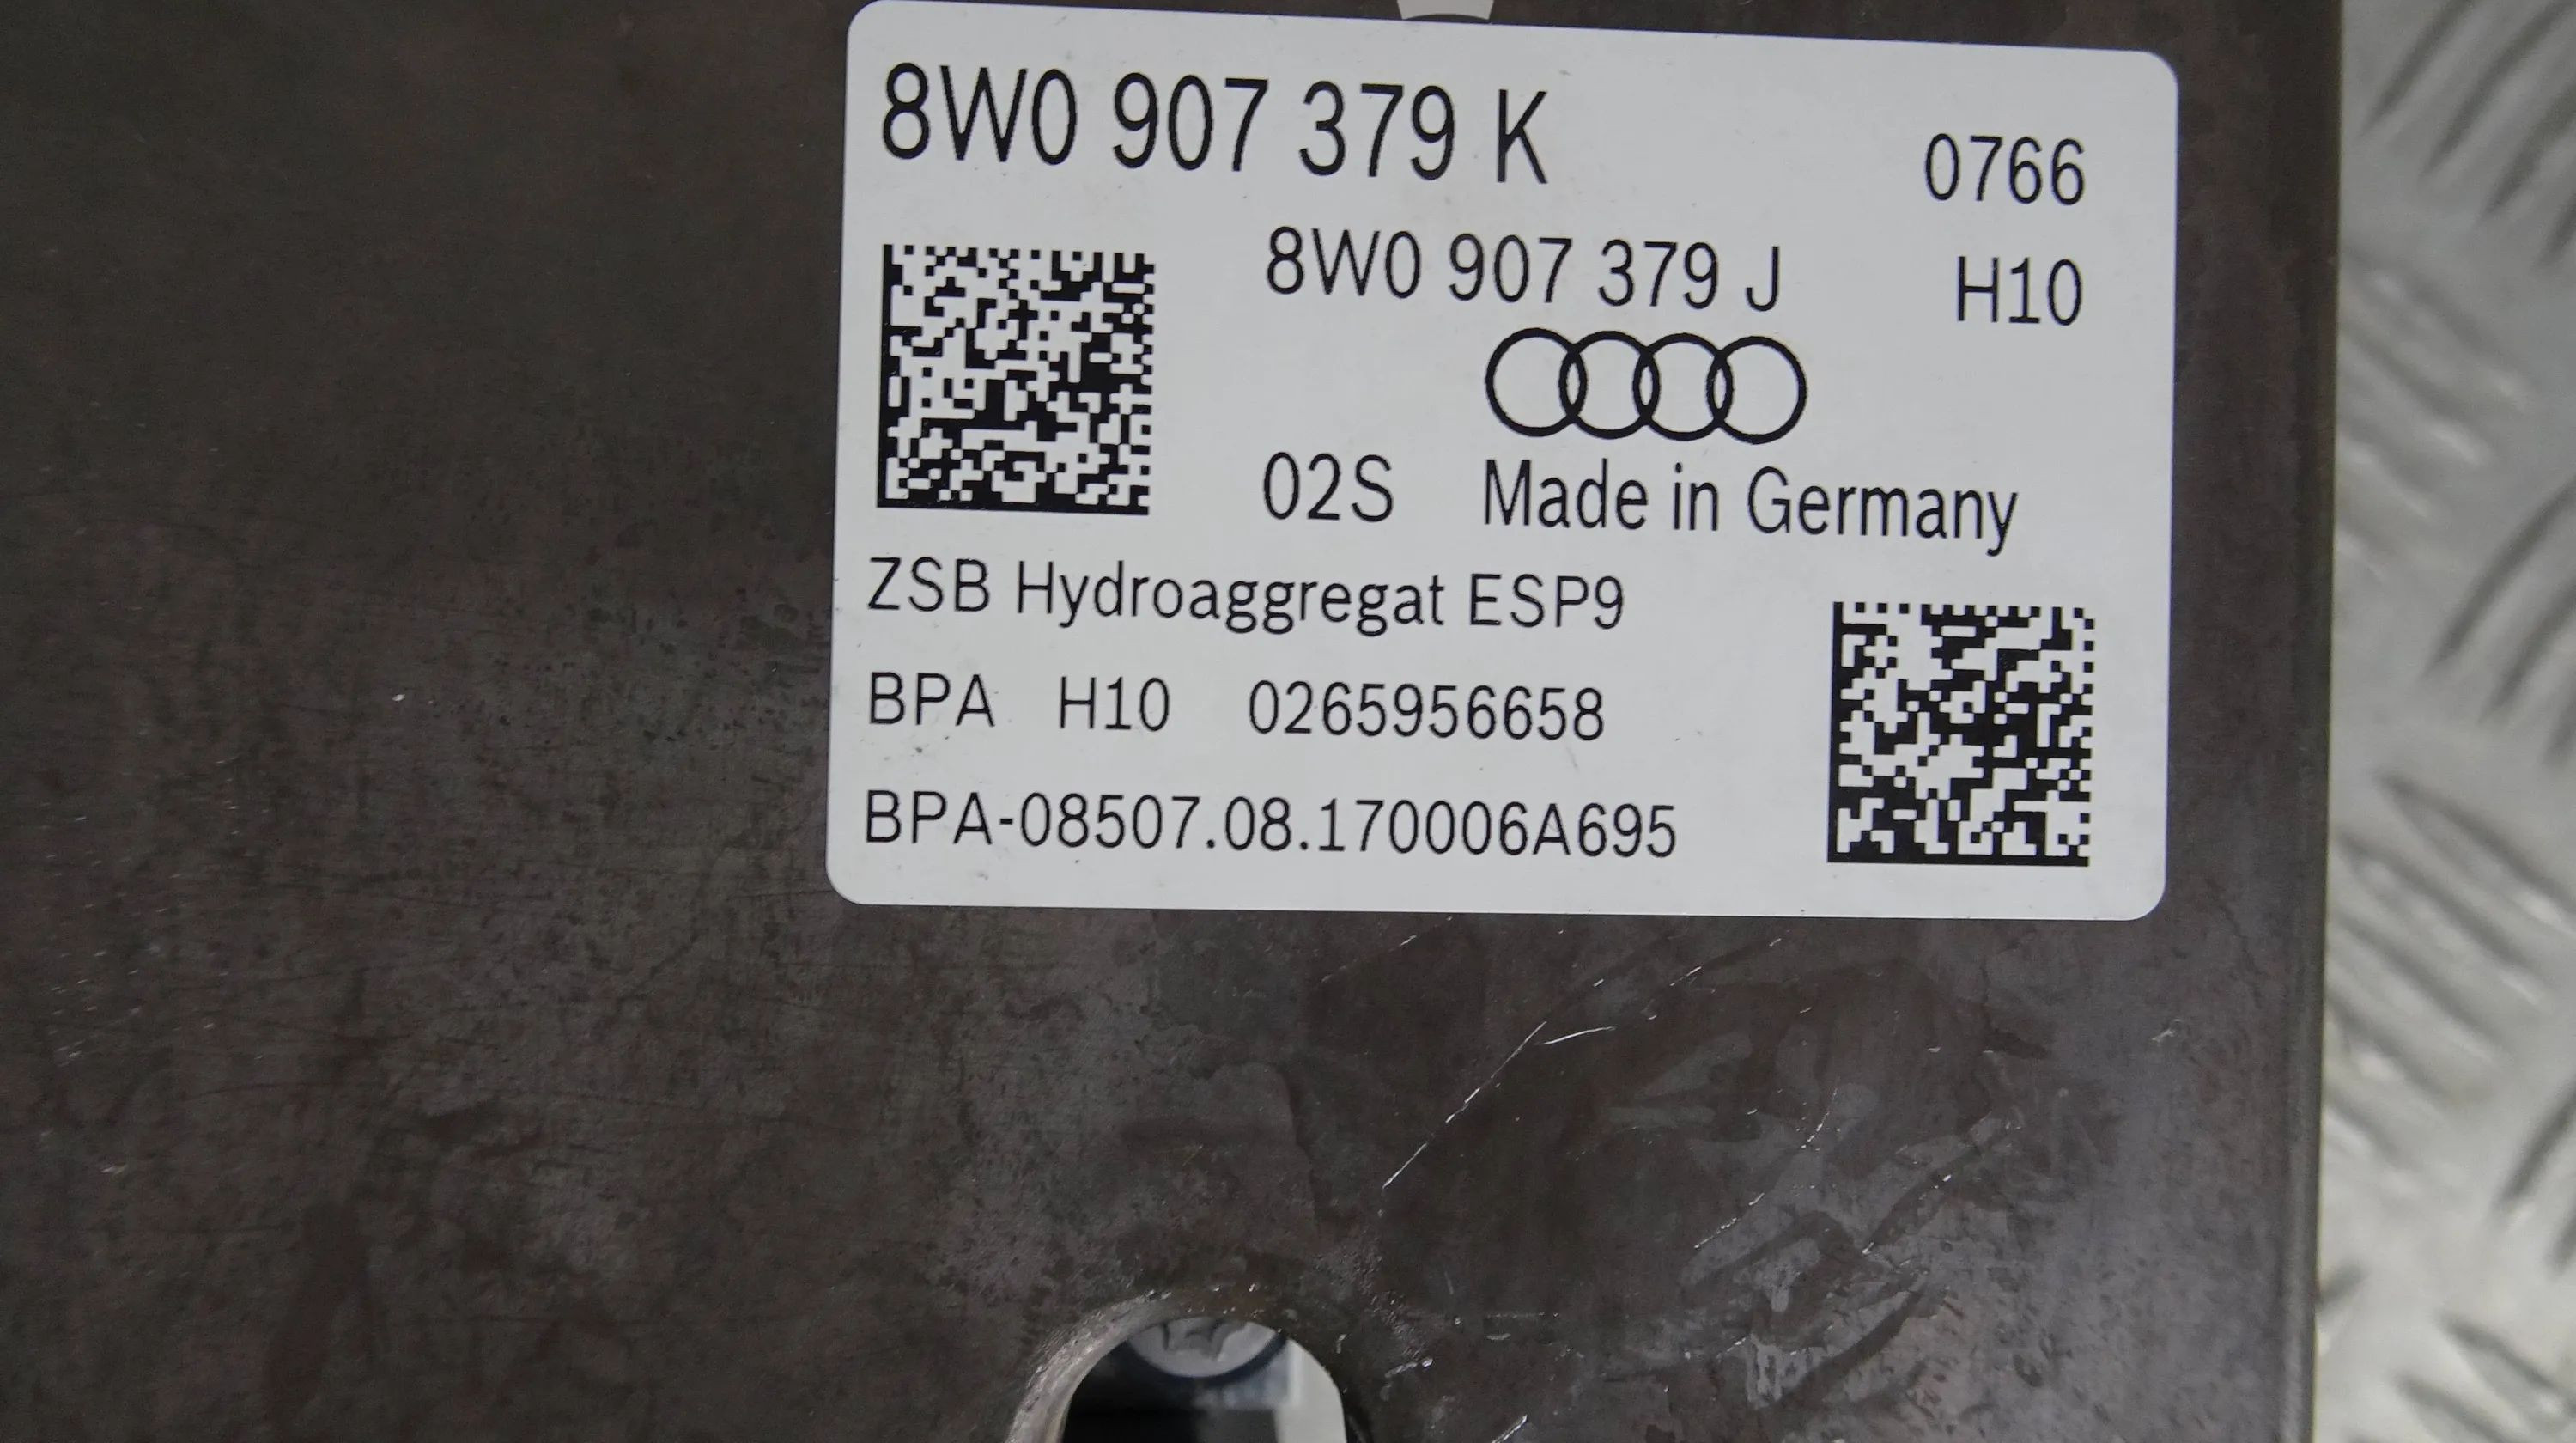 8W0 907 379 K
0766
8W0 907 379 J
H10
02S Made in Germany
ZSB Hydroaggregat ESP9
BPA H10 0265956658
BPA-08507.08.170006A695